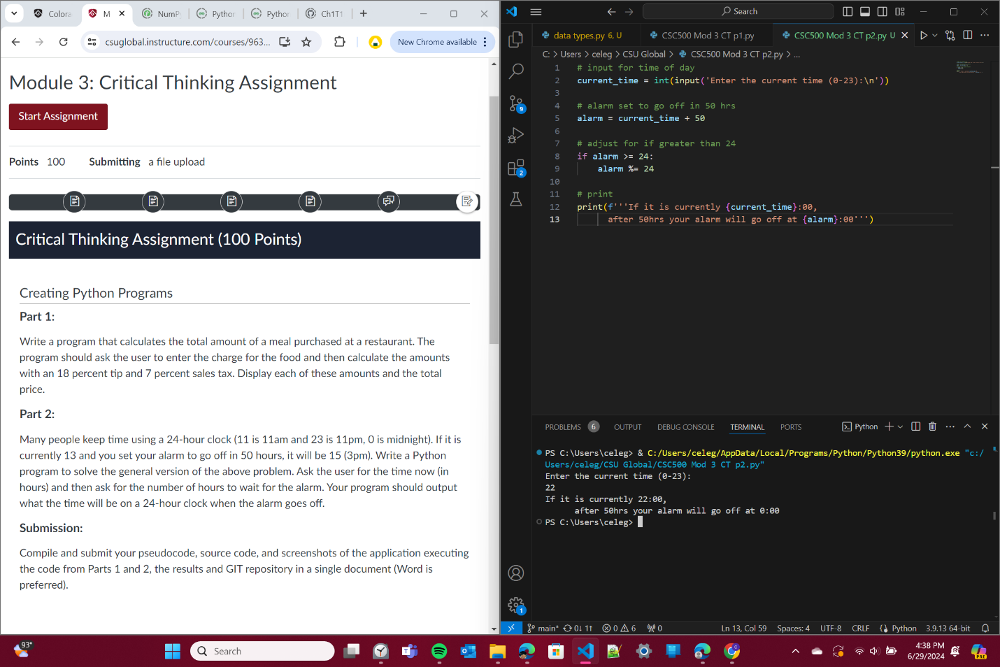 Colora
M
NumP
Python
Python
Ch1T1
csuglobal.instructure.com/courses/963...
New Chrome available
Module 3: Critical Thinking Assignment
Start Assignment
Points 100 Submitting a file upload
Critical Thinking Assignment (100 Points)
Creating Python Programs
Part 1:
Write a program that calculates the total amount of a meal purchased at a restaurant. The
program should ask the user to enter the charge for the food and then calculate the amounts
with an 18 percent tip and 7 percent sales tax. Display each of these amounts and the total
price.
Part 2:
Many people keep time using a 24-hour clock (11 is 11am and 23 is 11pm, 0 is midnight). If it is
currently 13 and you set your alarm to go off in 50 hours, it will be 15 (3pm). Write a Python
program to solve the general version of the above problem. Ask the user for the time now (in
hours) and then ask for the number of hours to wait for the alarm. Your program should output
what the time will be on a 24-hour clock when the alarm goes off.
Submission:
Compile and submit your pseudocode, source code, and screenshots of the application executing
the code from Parts 1 and 2, the results and GIT repository in a single document (Word is
preferred).
Search
data types.py 6, U
CSC500 Mod 3 CT p1.py
CSC500 Mod 3 CT p2.py U
C: > Users > celeg > CSU Global > CSC500 Mod 3 CT p2.py > ...
1 # input for time of day
2 current_time = int(input('Enter the current time (0-23):\n'))
3
4 # alarm set to go off in 50 hrs
5 alarm = current_time + 50
6
7 # adjust for if greater than 24
8 if alarm >= 24:
9 alarm %= 24
10
11 # print
12 print(f'''If it is currently {current_time}:00,
13 after 50hrs your alarm will go off at {alarm}:00''')
9
2
1
PROBLEMS 6 OUTPUT DEBUG CONSOLE TERMINAL PORTS Python
PS C:\Users\celeg> & C:/Users/celeg/AppData/Local/Programs/Python/Python39/python.exe "c:/
Users/celeg/CSU Global/CSC500 Mod 3 CT p2.py"
Enter the current time (0-23):
22
If it is currently 22:00,
after 50hrs your alarm will go off at 0:00
PS C:\Users\celeg>
main* 0↓ 1↑ 0 6 0 Ln 13, Col 59 Spaces: 4 UTF-8 CRLF Python 3.9.13 64-bit
93°
Search
4:38 PM
6/29/2024
PRE